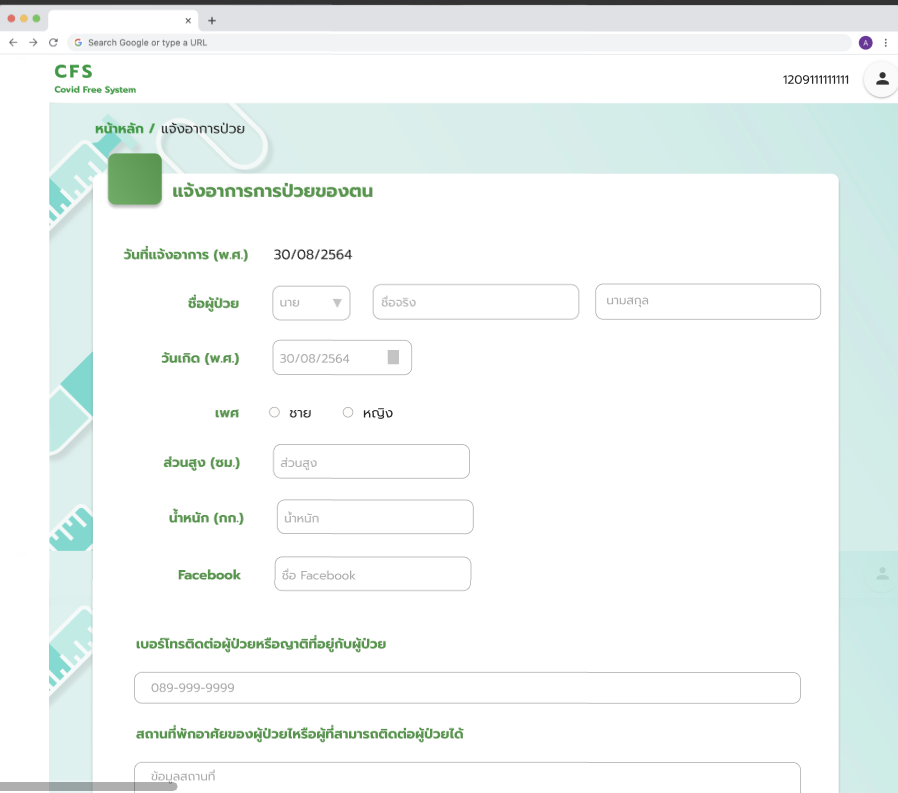 Search Google or type a URL
A
CFS
Covid Free System
1209111111111
หน้าหลัก / แจ้งอาการป่วย
แจ้งอาการการป่วยของตน
วันที่แจ้งอาการ (พ.ศ.) 30/08/2564
ชื่อผู้ป่วย นาย ชื่อจริง นามสกุล
วันเกิด (พ.ศ.) 30/08/2564
เพศ ชาย หญิง
ส่วนสูง (ซม.) ส่วนสูง
น้ำหนัก (กก.) น้ำหนัก
Facebook ชื่อ Facebook
เบอร์โทรติดต่อผู้ป่วยหรือญาติที่อยู่กับผู้ป่วย
089-999-9999
สถานที่พักอาศัยของผู้ป่วยไหรือผู้ที่สามารถติดต่อผู้ป่วยได้
ข้อมูลสถานที่